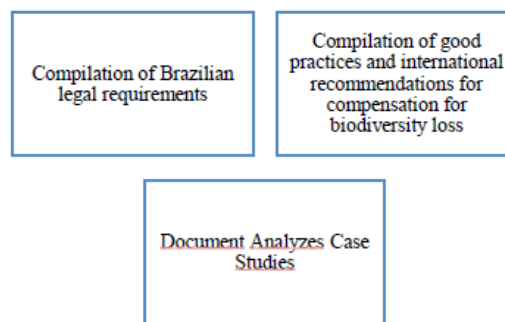 Compilation of Brazilian
legal requirements
Compilation of good
practices and international
recommendations for
compensation for
biodiversity loss
Document Analyzes Case
Studies